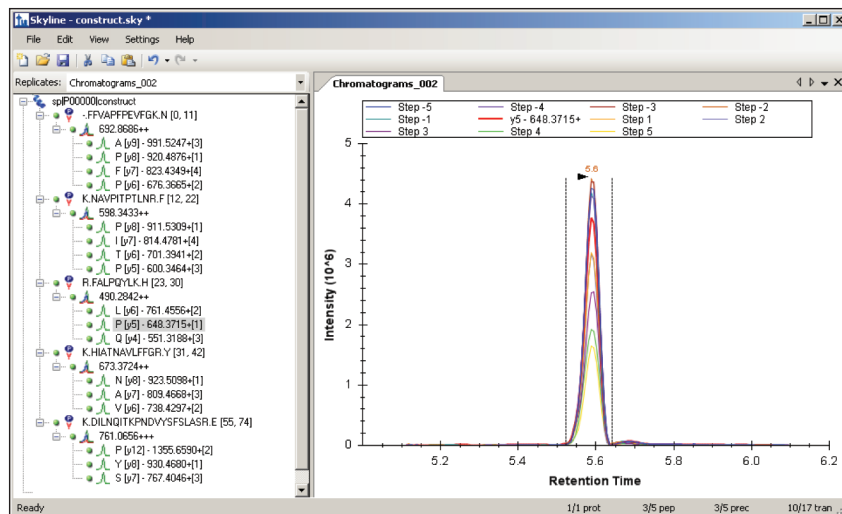 Skyline - construct.sky *
File Edit View Settings Help
Replicates: Chromatograms_002
sp|P00000|construct
-.FFVAPFPEVFGK.N [0, 11]
692.8686++
A [y9] - 991.5247+[3]
P [y8] - 920.4876+[1]
F [y7] - 823.4349+[4]
P [y6] - 676.3665+[2]
K.NAVPITPTLNR.F [12, 22]
598.3433++
P [y8] - 911.5309+[1]
I [y7] - 814.4781+[4]
T [y6] - 701.3941+[2]
P [y5] - 600.3464+[3]
R.FALPQYLK.H [23, 30]
490.2842++
L [y6] - 761.4556+[2]
P [y5] - 648.3715+[1]
Q [y4] - 551.3188+[3]
K.HIATNAVLFFGR.Y [31, 42]
673.3724++
N [y8] - 923.5098+[1]
A [y7] - 809.4668+[3]
V [y6] - 738.4297+[2]
K.DILNQITKPNDVYSFSLASR.E [55, 74]
761.0656+++
P [y12] - 1355.6590+[2]
Y [y8] - 930.4680+[1]
S [y7] - 767.4046+[3]
Chromatograms_002
Step -5 Step -4 Step -3 Step -2
Step -1 y5 - 648.3715+ Step 1 Step 2
Step 3 Step 4 Step 5
5.6
5
4
3
2
1
0
Intensity (10^6)
5.2 5.4 5.6 5.8 6.0 6.2
Retention Time
Ready 1/1 prot 3/5 pep 3/5 prec 10/17 tran